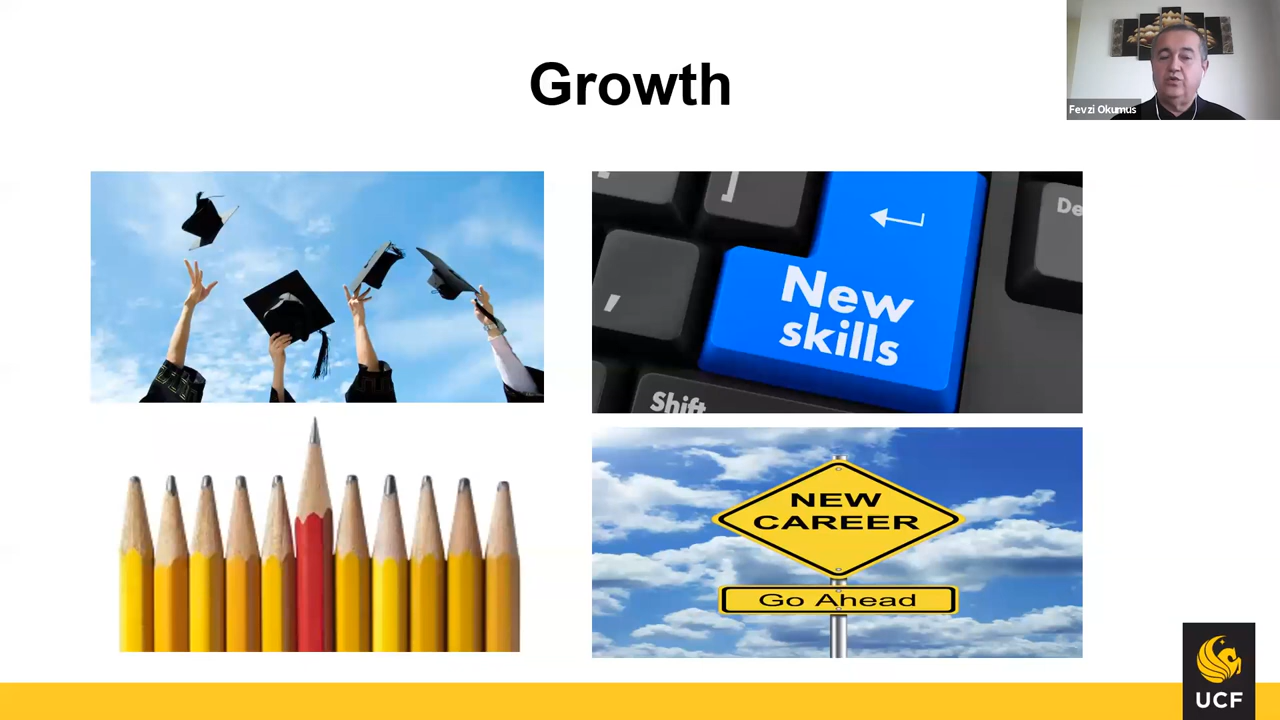 Growth
Fevzi Okumus
]
De
,
New
skills
Shift
NEW
CAREER
Go Ahead
UCF